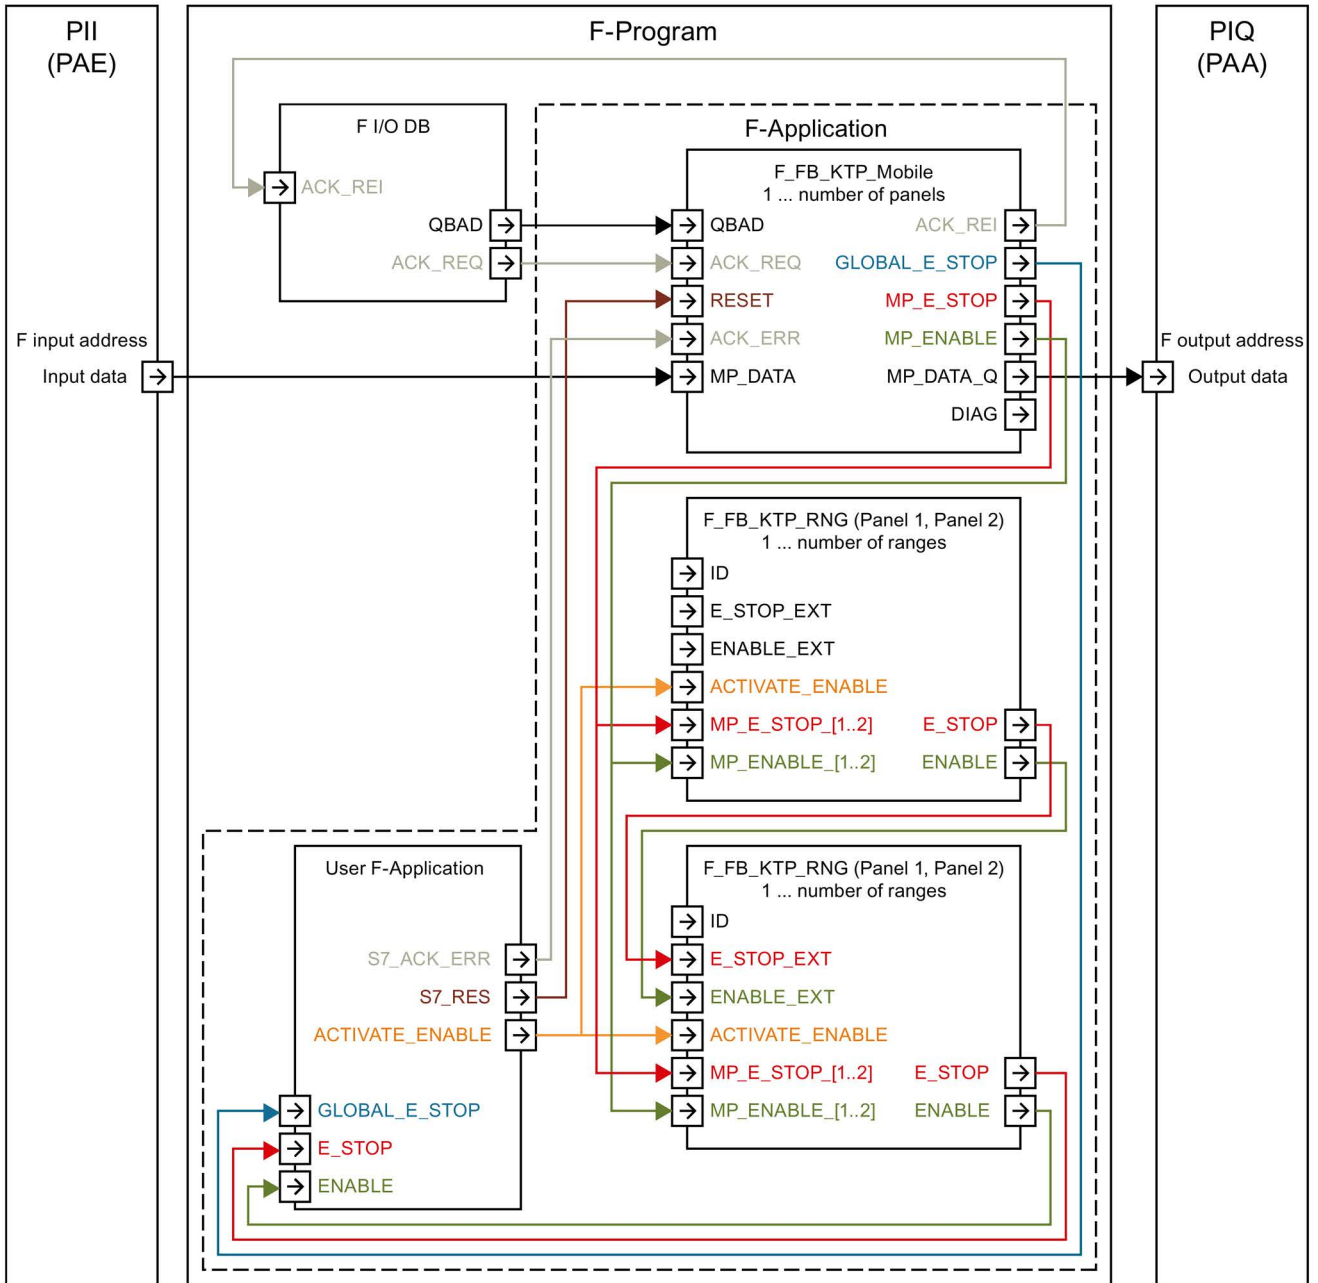 PII
(PAE)
F input address
Input data
F-Program
F I/O DB
ACK_REI
QBAD
ACK_REQ
F-Application
F_FB_KTP_Mobile
1 ... number of panels
QBAD
ACK_REI
ACK_REQ
GLOBAL_E_STOP
RESET
MP_E_STOP
ACK_ERR
MP_ENABLE
MP_DATA
MP_DATA_Q
DIAG
F_FB_KTP_RNG (Panel 1, Panel 2)
1 ... number of ranges
ID
E_STOP_EXT
ENABLE_EXT
ACTIVATE_ENABLE
MP_E_STOP_[1..2]
E_STOP
MP_ENABLE_[1..2]
ENABLE
User F-Application
S7_ACK_ERR
S7_RES
ACTIVATE_ENABLE
GLOBAL_E_STOP
E_STOP
ENABLE
F_FB_KTP_RNG (Panel 1, Panel 2)
1 ... number of ranges
ID
E_STOP_EXT
ENABLE_EXT
ACTIVATE_ENABLE
MP_E_STOP_[1..2]
E_STOP
MP_ENABLE_[1..2]
ENABLE
PIQ
(PAA)
F output address
Output data